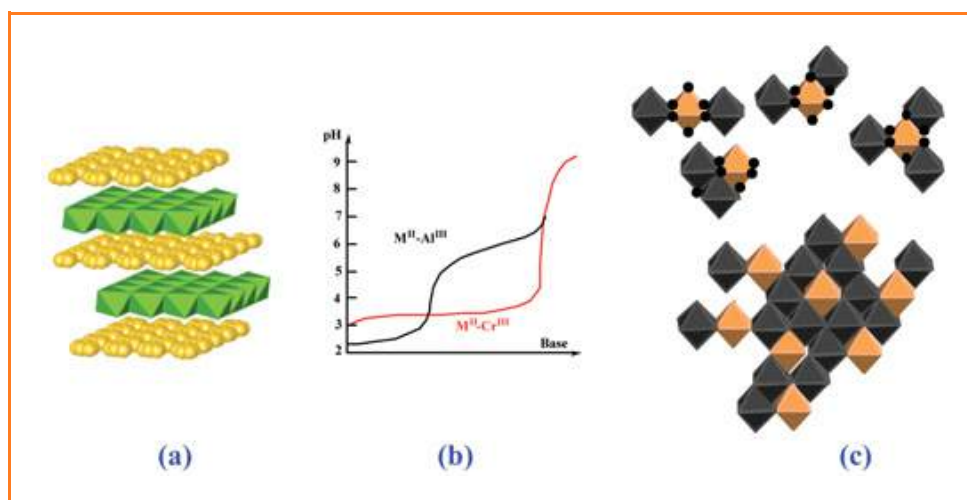 pH
9
8
7
6
5
4
3
2
M^II-Al^III
M^II-Cr^III
Base
(a)
(b)
(c)